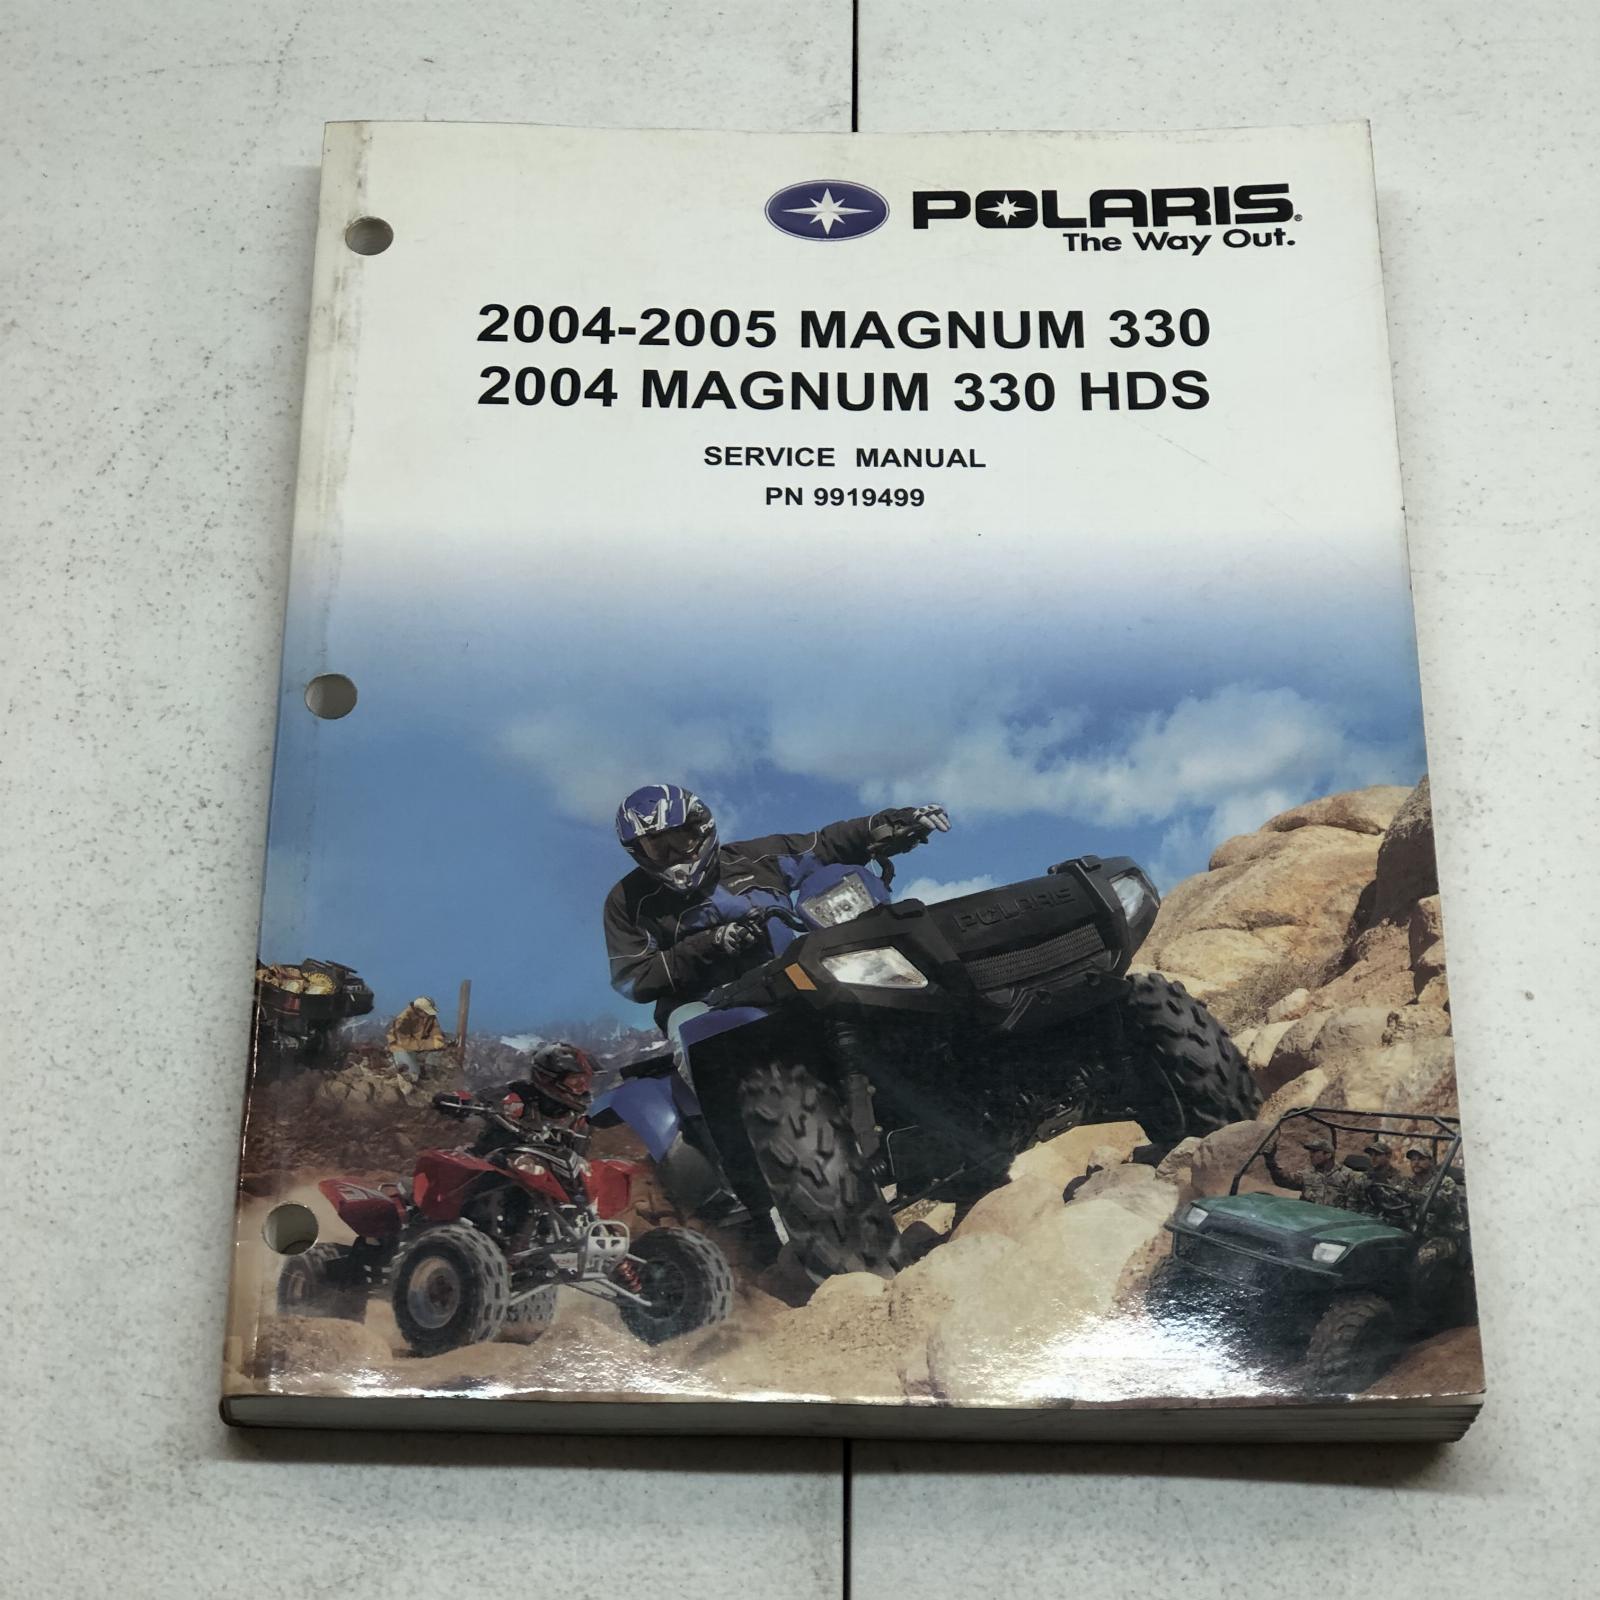 POLARIS®
The Way Out.
2004-2005 MAGNUM 330
2004 MAGNUM 330 HDS
SERVICE MANUAL
PN 9919499
POLARIS